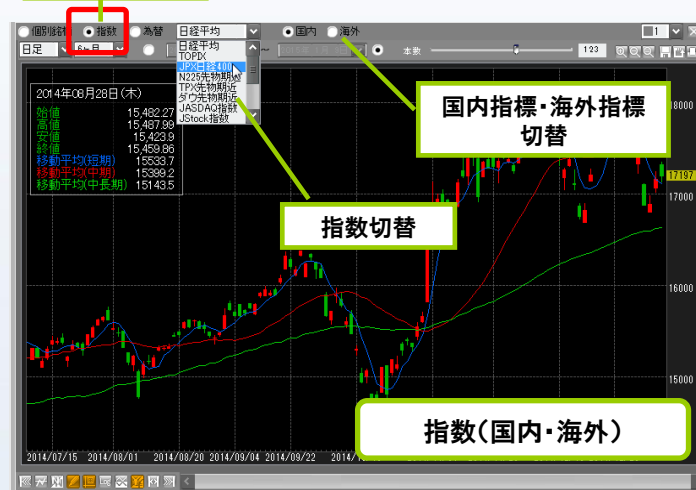 個別銘柄 指数 為替 日経平均 国内 海外 1
日足 6ヶ月 本数 123
日経平均
TOPIX
JPX日経400
N225先物期近
TPX先物期近
ダウ先物期近
JASDAQ指数
JStock指数
2014年08月28日(木)
始値 15,482.27
高値 15,487.99
安値 15,423.9
終値 15,459.86
移動平均(短期) 15533.7
移動平均(中期) 15399.2
移動平均(中長期) 15143.5
国内指標・海外指標
切替
指数切替
18000
17197
17000
16000
15000
指数(国内・海外)
2014/07/15 2014/08/01 2014/08/20 2014/09/04 2014/09/22